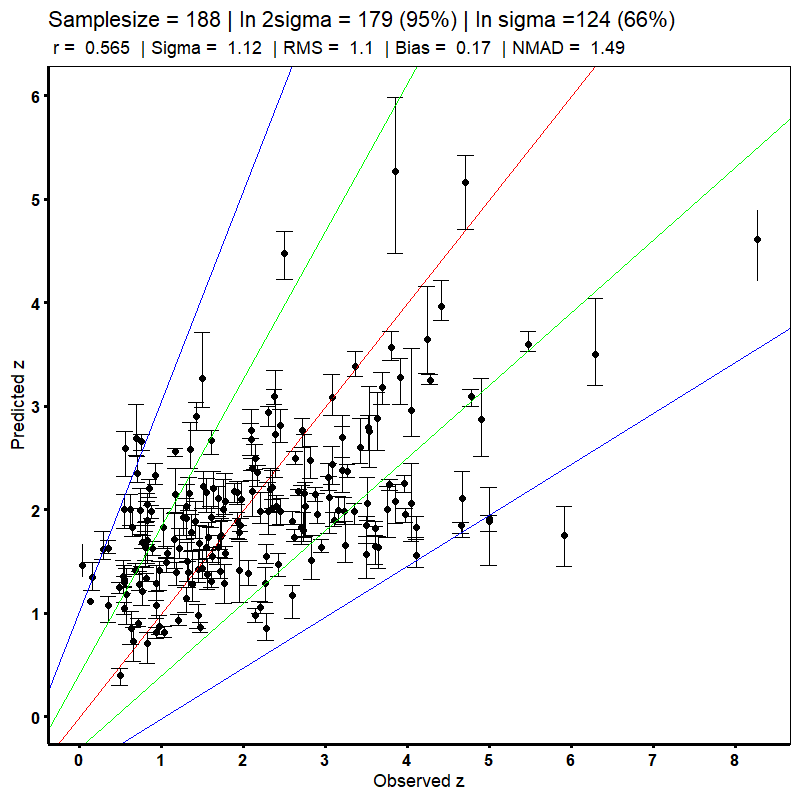 Samplesize = 188 | In 2sigma = 179 (95%) | In sigma =124 (66%)
r = 0.565 | Sigma = 1.12 | RMS = 1.1 | Bias = 0.17 | NMAD = 1.49
6
5
4
3
2
1
0
Predicted z
0 1 2 3 4 5 6 7 8
Observed z